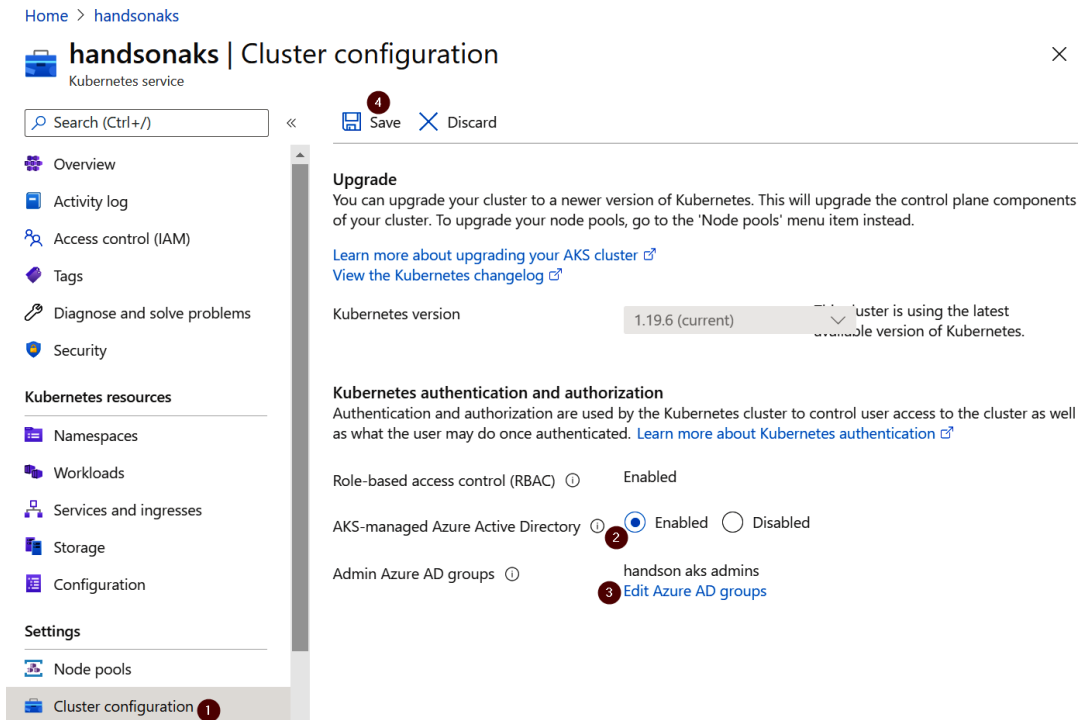 Home > handsonaks
handsonaks | Cluster configuration
Kubernetes service
Search (Ctrl+/)
«
Overview
Activity log
Access control (IAM)
Tags
Diagnose and solve problems
Security
Kubernetes resources
Namespaces
Workloads
Services and ingresses
Storage
Configuration
Settings
Node pools
Cluster configuration 1
4
Save Discard
Upgrade
You can upgrade your cluster to a newer version of Kubernetes. This will upgrade the control plane components
of your cluster. To upgrade your node pools, go to the 'Node pools' menu item instead.
Learn more about upgrading your AKS cluster
View the Kubernetes changelog
Kubernetes version
1.19.6 (current)
is using the latest
version of Kubernetes.
Kubernetes authentication and authorization
Authentication and authorization are used by the Kubernetes cluster to control user access to the cluster as well
as what the user may do once authenticated. Learn more about Kubernetes authentication
Role-based access control (RBAC) Enabled
AKS-managed Azure Active Directory 2 Enabled Disabled
Admin Azure AD groups handson aks admins
3 Edit Azure AD groups